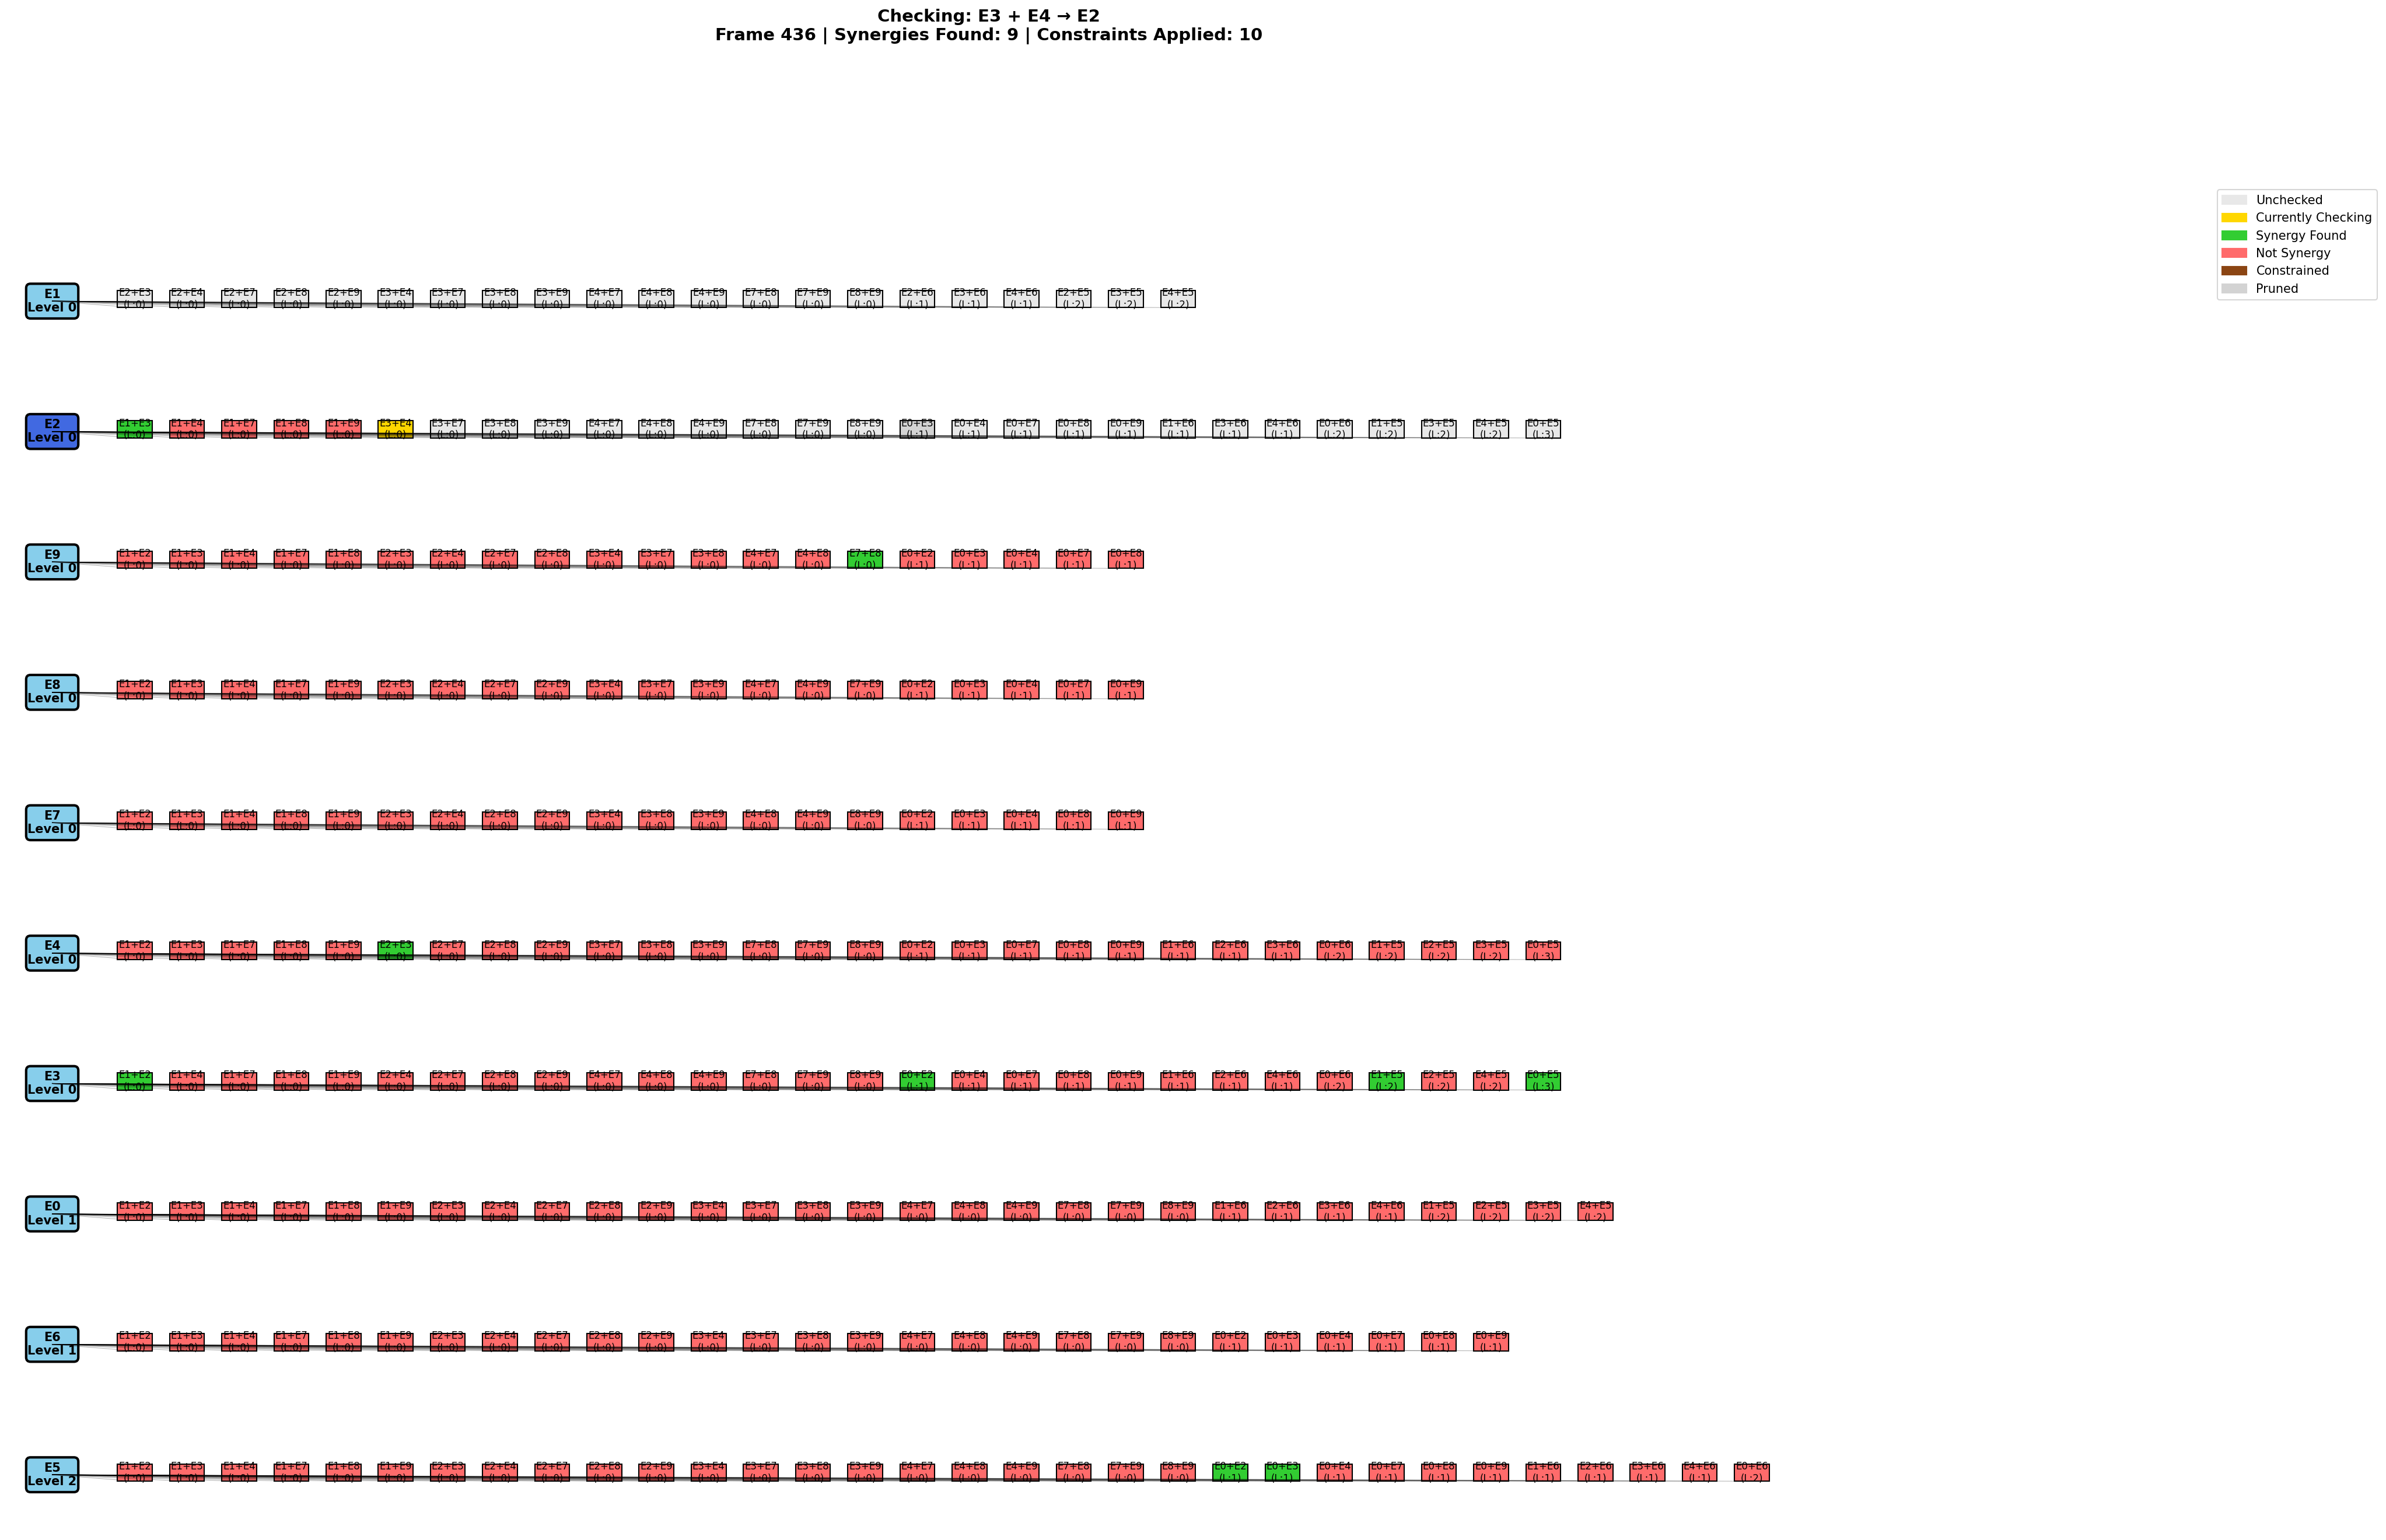 Checking: E3 + E4 → E2
Frame 436 | Synergies Found: 9 | Constraints Applied: 10
Unchecked
Currently Checking
Synergy Found
Not Synergy
Constrained
Pruned
E1
Level 0
E2+E3 E2+E4 E2+E7 E2+E8 E2+E9 E3+E4 E3+E7 E3+E8 E3+E9 E4+E7 E4+E8 E4+E9 E7+E8 E7+E9 E8+E9 E2+E6 E3+E6 E4+E6 E2+E5 E3+E5 E4+E5
(L:0) (L:0) (L:0) (L:0) (L:0) (L:0) (L:0) (L:0) (L:0) (L:0) (L:0) (L:0) (L:0) (L:0) (L:0) (L:1) (L:1) (L:1) (L:2) (L:2) (L:2)
E2
Level 0
E1+E3 E1+E4 E1+E7 E1+E8 E1+E9 E3+E4 E3+E7 E3+E8 E3+E9 E4+E7 E4+E8 E4+E9 E7+E8 E7+E9 E8+E9 E0+E3 E0+E4 E0+E7 E0+E8 E0+E9 E1+E6 E3+E6 E4+E6 E0+E6 E1+E5 E3+E5 E4+E5 E0+E5
(L:0) (L:0) (L:0) (L:0) (L:0) (L:0) (L:0) (L:0) (L:0) (L:0) (L:0) (L:0) (L:0) (L:0) (L:0) (L:1) (L:1) (L:1) (L:1) (L:1) (L:1) (L:1) (L:1) (L:2) (L:2) (L:2) (L:2) (L:3)
E9
Level 0
E1+E2 E1+E3 E1+E4 E1+E7 E1+E8 E2+E3 E2+E4 E2+E7 E2+E8 E3+E4 E3+E7 E3+E8 E4+E7 E4+E8 E7+E8 E0+E2 E0+E3 E0+E4 E0+E7 E0+E8
(L:0) (L:0) (L:0) (L:0) (L:0) (L:0) (L:0) (L:0) (L:0) (L:0) (L:0) (L:0) (L:0) (L:0) (L:0) (L:1) (L:1) (L:1) (L:1) (L:1)
E8
Level 0
E1+E2 E1+E3 E1+E4 E1+E7 E1+E9 E2+E3 E2+E4 E2+E7 E2+E9 E3+E4 E3+E7 E3+E9 E4+E7 E4+E9 E7+E9 E0+E2 E0+E3 E0+E4 E0+E7 E0+E9
(L:0) (L:0) (L:0) (L:0) (L:0) (L:0) (L:0) (L:0) (L:0) (L:0) (L:0) (L:0) (L:0) (L:0) (L:0) (L:1) (L:1) (L:1) (L:1) (L:1)
E7
Level 0
E1+E2 E1+E3 E1+E4 E1+E8 E1+E9 E2+E3 E2+E4 E2+E8 E2+E9 E3+E4 E3+E8 E3+E9 E4+E8 E4+E9 E8+E9 E0+E2 E0+E3 E0+E4 E0+E8 E0+E9
(L:0) (L:0) (L:0) (L:0) (L:0) (L:0) (L:0) (L:0) (L:0) (L:0) (L:0) (L:0) (L:0) (L:0) (L:0) (L:1) (L:1) (L:1) (L:1) (L:1)
E4
Level 0
E1+E2 E1+E3 E1+E7 E1+E8 E1+E9 E2+E3 E2+E7 E2+E8 E2+E9 E3+E7 E3+E8 E3+E9 E7+E8 E7+E9 E8+E9 E0+E2 E0+E3 E0+E7 E0+E8 E0+E9 E1+E6 E2+E6 E3+E6 E0+E6 E1+E5 E2+E5 E3+E5 E0+E5
(L:0) (L:0) (L:0) (L:0) (L:0) (L:0) (L:0) (L:0) (L:0) (L:0) (L:0) (L:0) (L:0) (L:0) (L:0) (L:1) (L:1) (L:1) (L:1) (L:1) (L:1) (L:1) (L:1) (L:2) (L:2) (L:2) (L:2) (L:3)
E3
Level 0
E1+E2 E1+E4 E1+E7 E1+E8 E1+E9 E2+E4 E2+E7 E2+E8 E2+E9 E4+E7 E4+E8 E4+E9 E7+E8 E7+E9 E8+E9 E0+E2 E0+E4 E0+E7 E0+E8 E0+E9 E1+E6 E2+E6 E4+E6 E0+E6 E1+E5 E2+E5 E4+E5 E0+E5
(L:0) (L:0) (L:0) (L:0) (L:0) (L:0) (L:0) (L:0) (L:0) (L:0) (L:0) (L:0) (L:0) (L:0) (L:0) (L:1) (L:1) (L:1) (L:1) (L:1) (L:1) (L:1) (L:1) (L:2) (L:2) (L:2) (L:2) (L:3)
E0
Level 1
E1+E2 E1+E3 E1+E4 E1+E7 E1+E8 E1+E9 E2+E3 E2+E4 E2+E7 E2+E8 E2+E9 E3+E4 E3+E7 E3+E8 E3+E9 E4+E7 E4+E8 E4+E9 E7+E8 E7+E9 E8+E9 E1+E6 E2+E6 E3+E6 E4+E6 E1+E5 E2+E5 E3+E5 E4+E5
(L:0) (L:0) (L:0) (L:0) (L:0) (L:0) (L:0) (L:0) (L:0) (L:0) (L:0) (L:0) (L:0) (L:0) (L:0) (L:0) (L:0) (L:0) (L:0) (L:0) (L:0) (L:1) (L:1) (L:1) (L:1) (L:2) (L:2) (L:2) (L:2)
E6
Level 1
E1+E2 E1+E3 E1+E4 E1+E7 E1+E8 E1+E9 E2+E3 E2+E4 E2+E7 E2+E8 E2+E9 E3+E4 E3+E7 E3+E8 E3+E9 E4+E7 E4+E8 E4+E9 E7+E8 E7+E9 E8+E9 E0+E2 E0+E3 E0+E4 E0+E7 E0+E8 E0+E9
(L:0) (L:0) (L:0) (L:0) (L:0) (L:0) (L:0) (L:0) (L:0) (L:0) (L:0) (L:0) (L:0) (L:0) (L:0) (L:0) (L:0) (L:0) (L:0) (L:0) (L:0) (L:1) (L:1) (L:1) (L:1) (L:1) (L:1)
E5
Level 2
E1+E2 E1+E3 E1+E4 E1+E7 E1+E8 E1+E9 E2+E3 E2+E4 E2+E7 E2+E8 E2+E9 E3+E4 E3+E7 E3+E8 E3+E9 E4+E7 E4+E8 E4+E9 E7+E8 E7+E9 E8+E9 E0+E2 E0+E3 E0+E4 E0+E7 E0+E8 E0+E9 E1+E6 E2+E6 E3+E6 E4+E6 E0+E6
(L:0) (L:0) (L:0) (L:0) (L:0) (L:0) (L:0) (L:0) (L:0) (L:0) (L:0) (L:0) (L:0) (L:0) (L:0) (L:0) (L:0) (L:0) (L:0) (L:0) (L:0) (L:1) (L:1) (L:1) (L:1) (L:1) (L:1) (L:1) (L:1) (L:1) (L:1) (L:2)